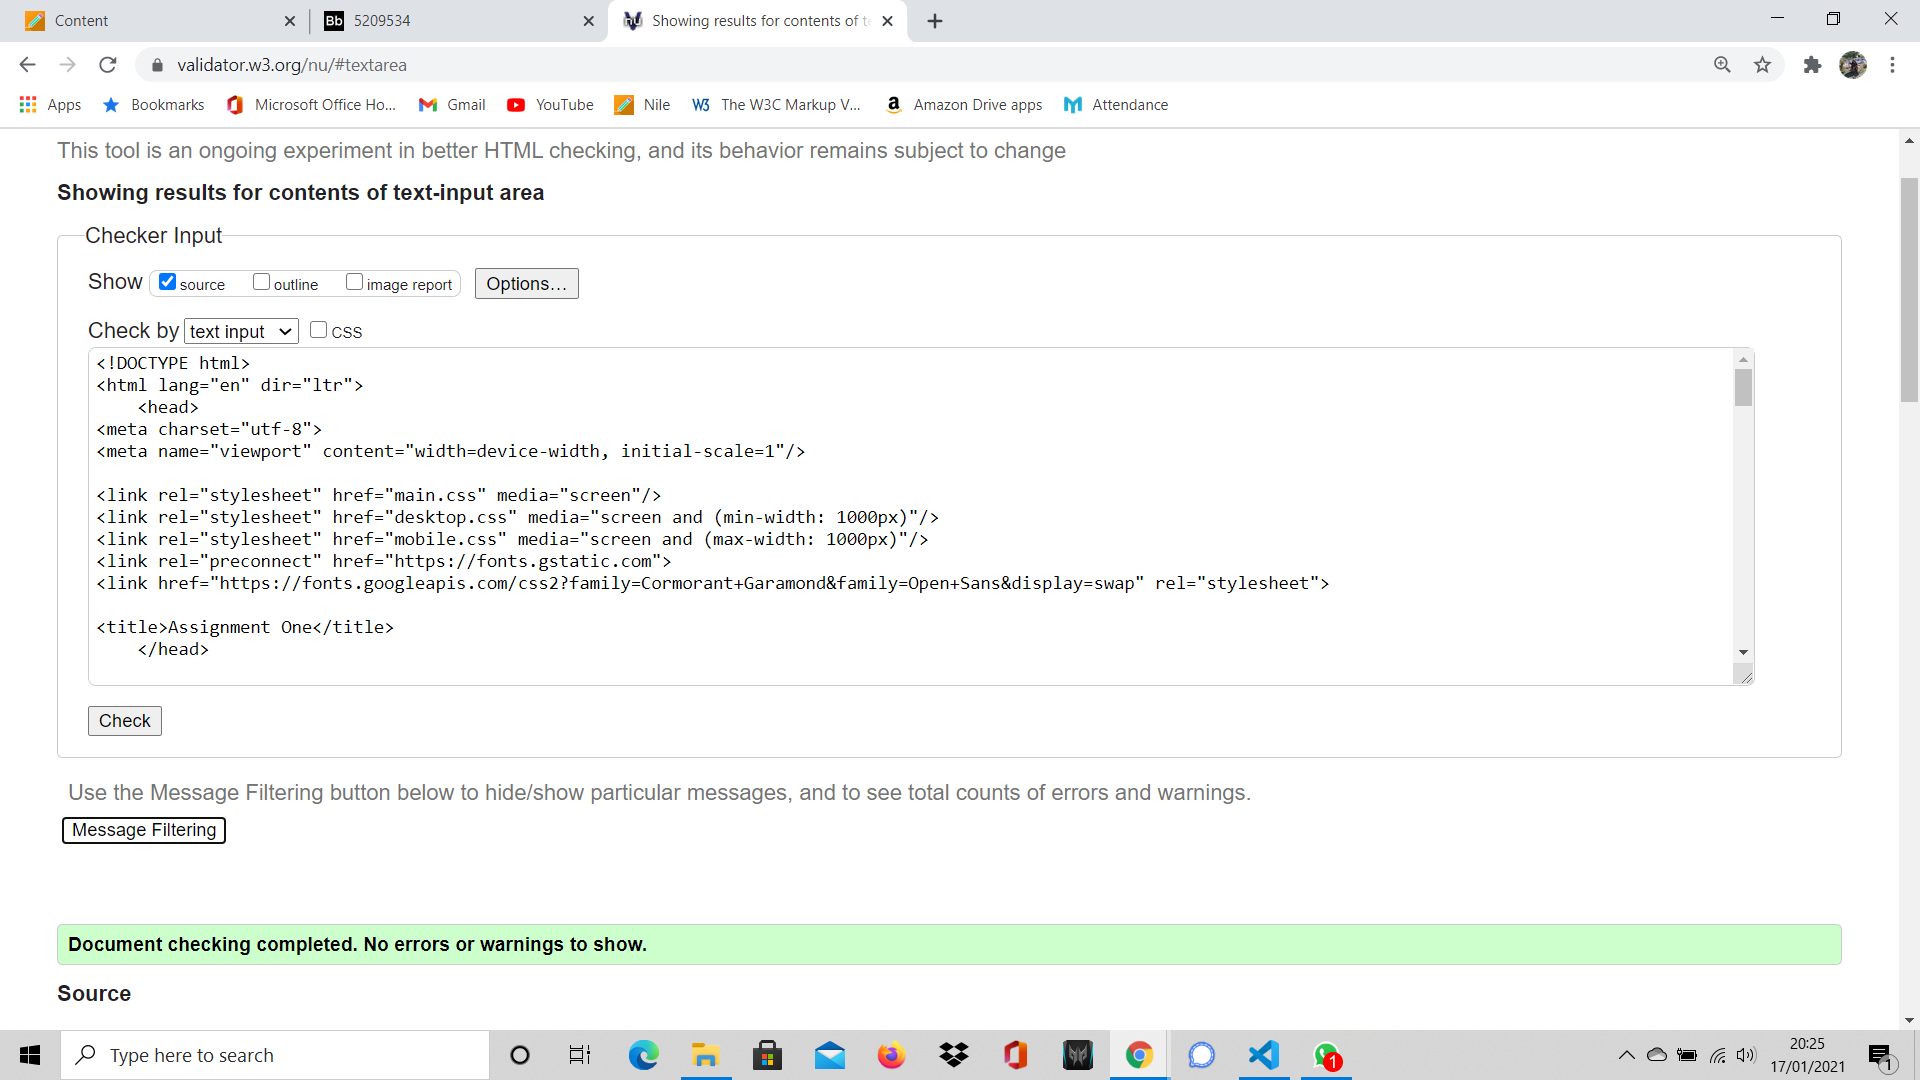 Content
Bb 5209534
Showing results for contents of t
validator.w3.org/nu/#textarea
Apps Bookmarks Microsoft Office Ho... Gmail YouTube Nile W3 The W3C Markup V... a Amazon Drive apps Attendance
This tool is an ongoing experiment in better HTML checking, and its behavior remains subject to change
Showing results for contents of text-input area
Checker Input
Show source outline image report Options...
Check by text input CSS
<!DOCTYPE html>
<html lang="en" dir="ltr">
    <head>
<meta charset="utf-8">
<meta name="viewport" content="width=device-width, initial-scale=1"/>
<link rel="stylesheet" href="main.css" media="screen"/>
<link rel="stylesheet" href="desktop.css" media="screen and (min-width: 1000px)"/>
<link rel="stylesheet" href="mobile.css" media="screen and (max-width: 1000px)"/>
<link rel="preconnect" href="https://fonts.gstatic.com">
<link href="https://fonts.googleapis.com/css2?family=Cormorant+Garamond&family=Open+Sans&display=swap" rel="stylesheet">
<title>Assignment One</title>
    </head>
Check
Use the Message Filtering button below to hide/show particular messages, and to see total counts of errors and warnings.
Message Filtering
Document checking completed. No errors or warnings to show.
Source
Type here to search
1
20:25
17/01/2021
1